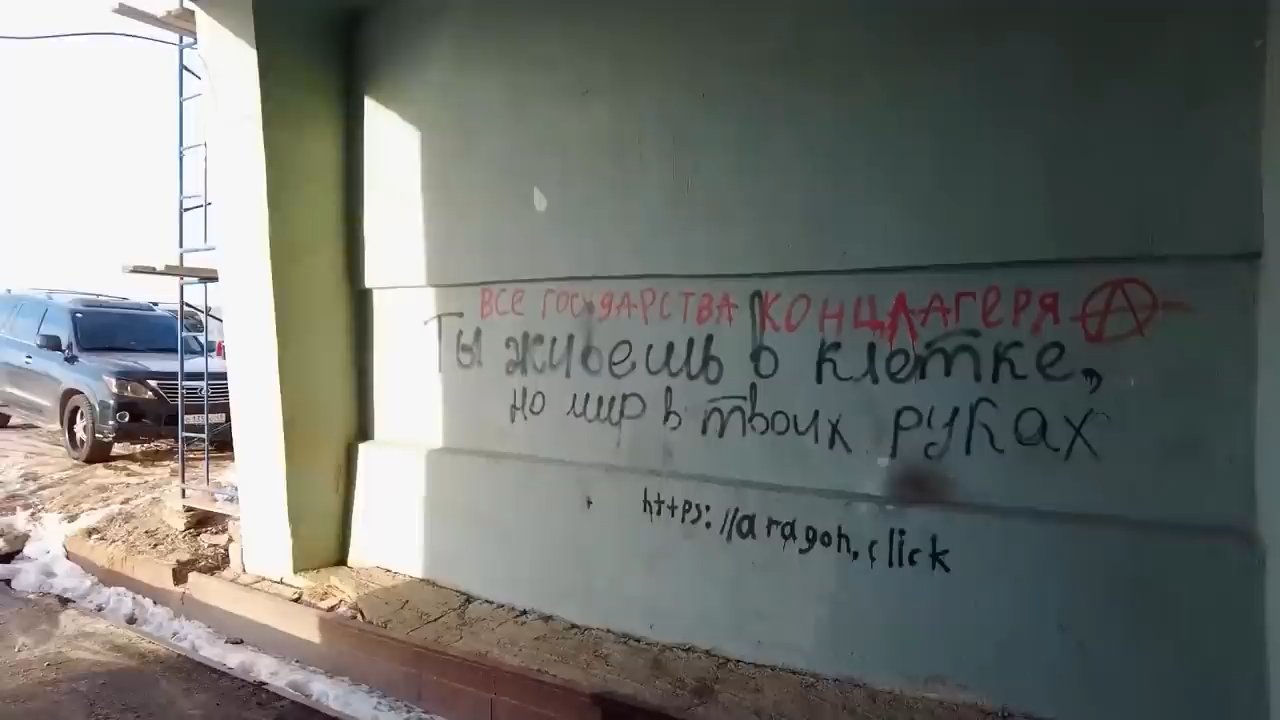 ВСЕ ГОСУДАРСТВА КОНЦЛАГЕРЯ Ⓐ
Ты живешь в клетке,
но мир в твоих руках
https://aragoh.click